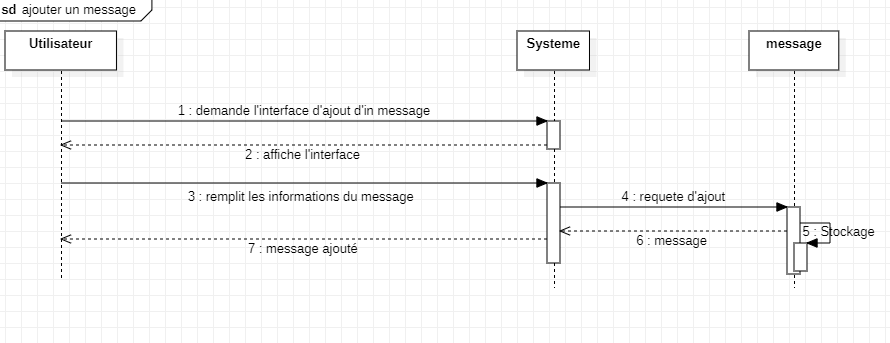 sd ajouter un message
Utilisateur
Systeme
message
1 : demande l'interface d'ajout d'in message
2 : affiche l'interface
3 : remplit les informations du message
4 : requete d'ajout
5 : Stockage
6 : message
7 : message ajouté